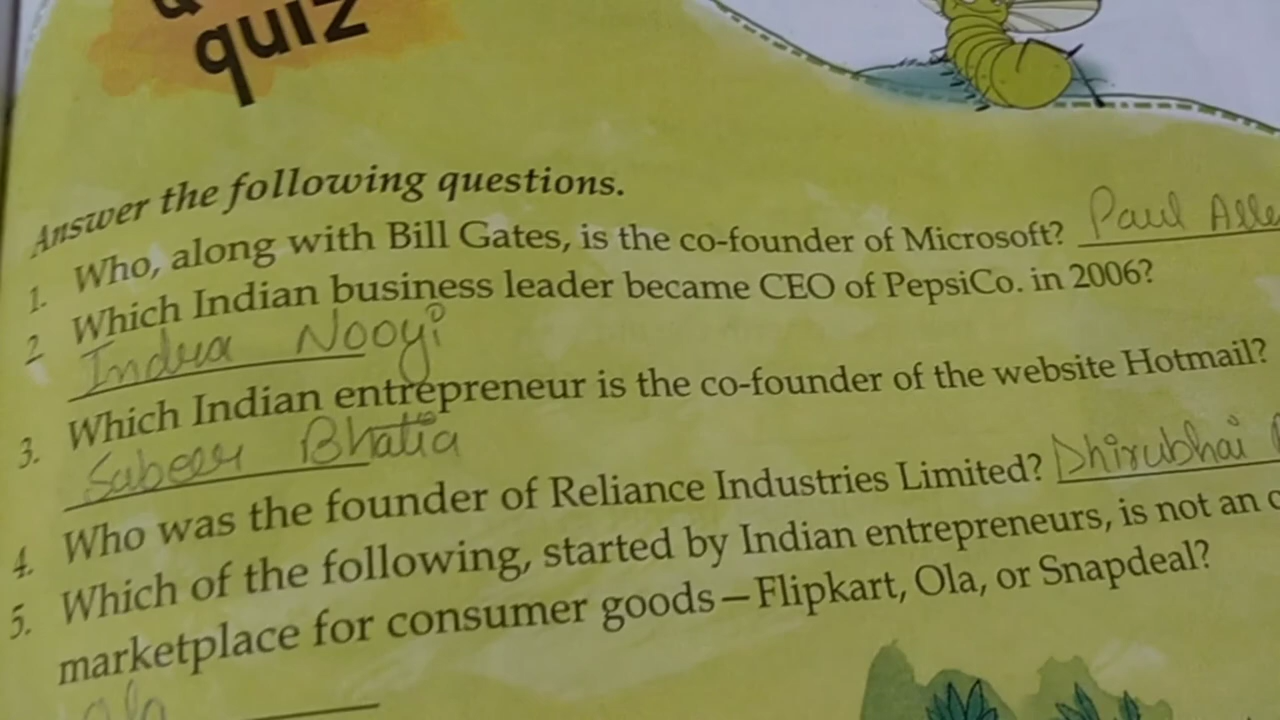 quiz
Answer the following questions.
1. Who, along with Bill Gates, is the co-founder of Microsoft? Paul Alle
2 Which Indian business leader became CEO of PepsiCo. in 2006?
Indra Nooyi
3. Which Indian entrepreneur is the co-founder of the website Hotmail?
Sabeer Bhatia
4. Who was the founder of Reliance Industries Limited? Dhirubhai
5. Which of the following, started by Indian entrepreneurs, is not an
marketplace for consumer goods—Flipkart, Ola, or Snapdeal?
Ola